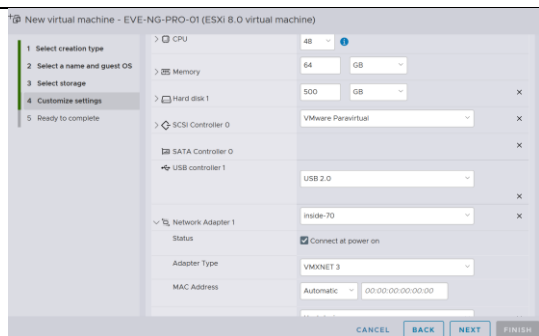 New virtual machine - EVE-NG-PRO-01 (ESXi 8.0 virtual machine)
1 Select creation type
2 Select a name and guest OS
3 Select storage
4 Customize settings
5 Ready to complete
CPU 48
Memory 64 GB
Hard disk 1 500 GB
SCSI Controller 0 VMware Paravirtual
SATA Controller 0
USB controller 1
USB 2.0
Network Adapter 1 Inside-70
Status Connect at power on
Adapter Type VMXNET 3
MAC Address Automatic 00:00:00:00:00:00
CANCEL BACK NEXT FINISH